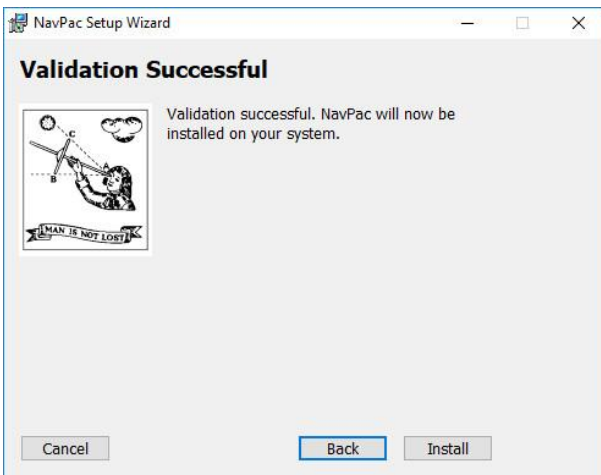 NavPac Setup Wizard
Validation Successful
Validation successful. NavPac will now be
installed on your system.
C
A
B
MAN IS NOT LOST
Cancel
Back
Install